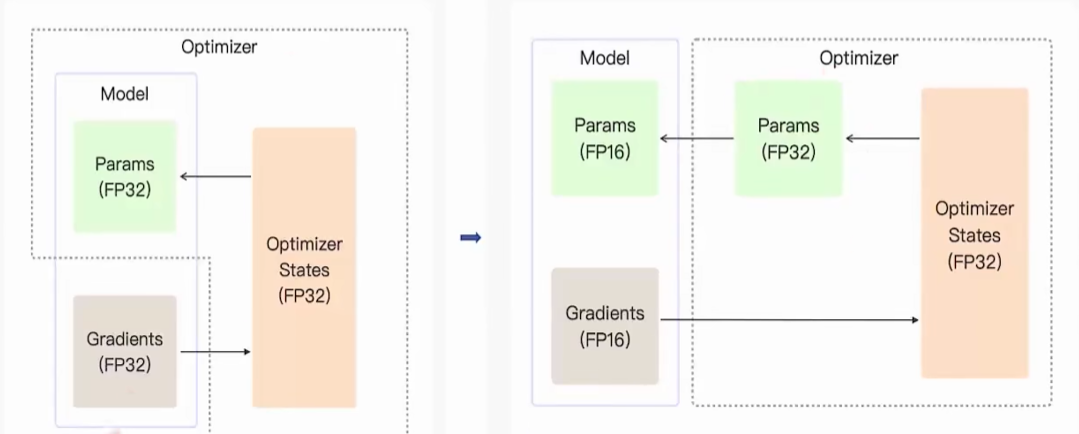 Optimizer
Model
Params
(FP32)
Optimizer
States
(FP32)
Gradients
(FP32)
Model
Optimizer
Params
(FP16)
Params
(FP32)
Optimizer
States
(FP32)
Gradients
(FP16)